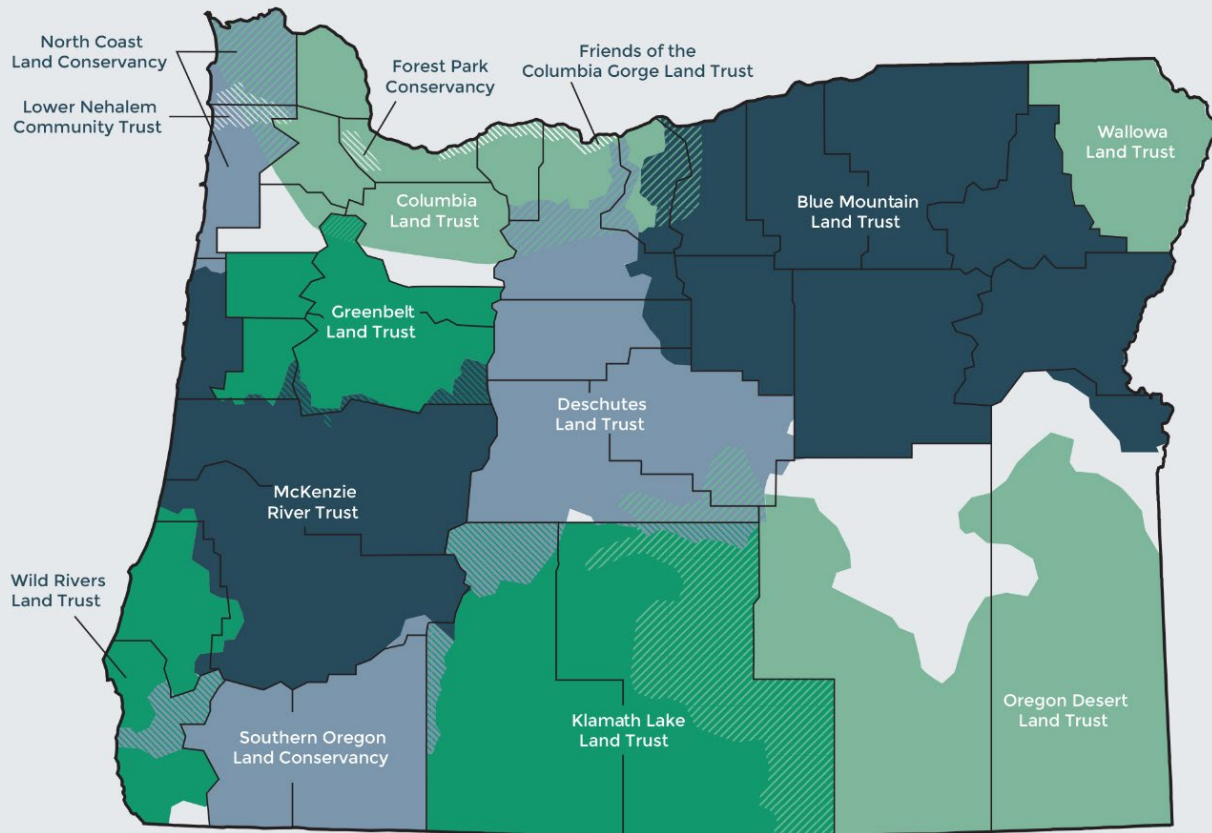 North Coast
Land Conservancy
Lower Nehalem
Community Trust
Forest Park
Conservancy
Friends of the
Columbia Gorge Land Trust
Wallowa
Land Trust
Columbia
Land Trust
Blue Mountain
Land Trust
Greenbelt
Land Trust
Deschutes
Land Trust
McKenzie
River Trust
Wild Rivers
Land Trust
Southern Oregon
Land Conservancy
Klamath Lake
Land Trust
Oregon Desert
Land Trust